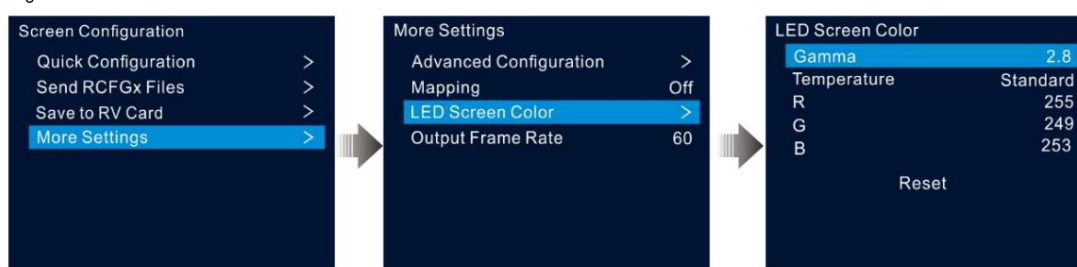 Screen Configuration
Quick Configuration >
Send RCFGx Files >
Save to RV Card >
More Settings >
More Settings
Advanced Configuration >
Mapping Off
LED Screen Color >
Output Frame Rate 60
LED Screen Color
Gamma 2.8
Temperature Standard
R 255
G 249
B 253
Reset